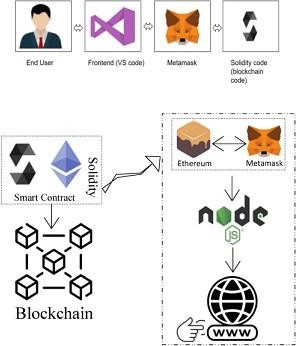 End User
Frontend (VS code)
Metamask
Solidity code
(blockchain
code)
Solidity
Smart Contract
Blockchain
Ethereum
Metamask
node
JS
WWW